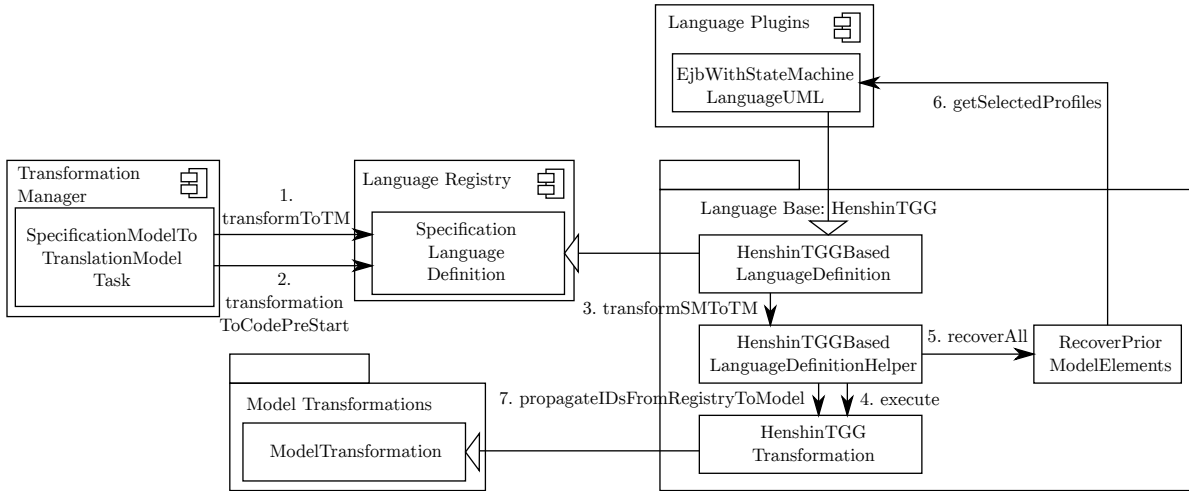 Language Plugins
EjbWithStateMachine
LanguageUML
6. getSelectedProfiles
Transformation
Manager
SpecificationModelTo
TranslationModel
Task
1.
transformToTM
2.
transformation
ToCodePreStart
Language Registry
Specification
Language
Definition
Language Base: HenshinTGG
HenshinTGGBased
LanguageDefinition
3. transformSMToTM
HenshinTGGBased
LanguageDefinitionHelper
5. recoverAll
RecoverPrior
ModelElements
7. propagateIDsFromRegistryToModel
4. execute
HenshinTGG
Transformation
Model Transformations
ModelTransformation